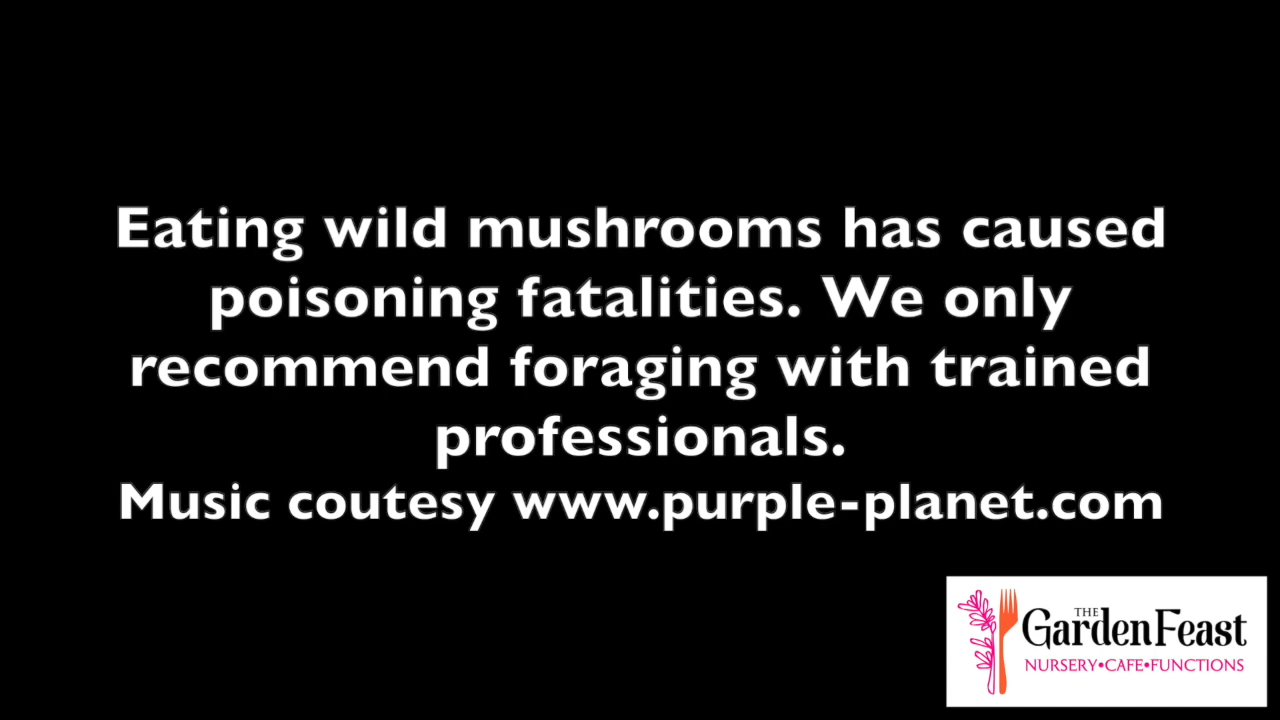 Eating wild mushrooms has caused
poisoning fatalities. We only
recommend foraging with trained
professionals.
Music coutesy www.purple-planet.com
THE
GardenFeast
NURSERY•CAFE•FUNCTIONS